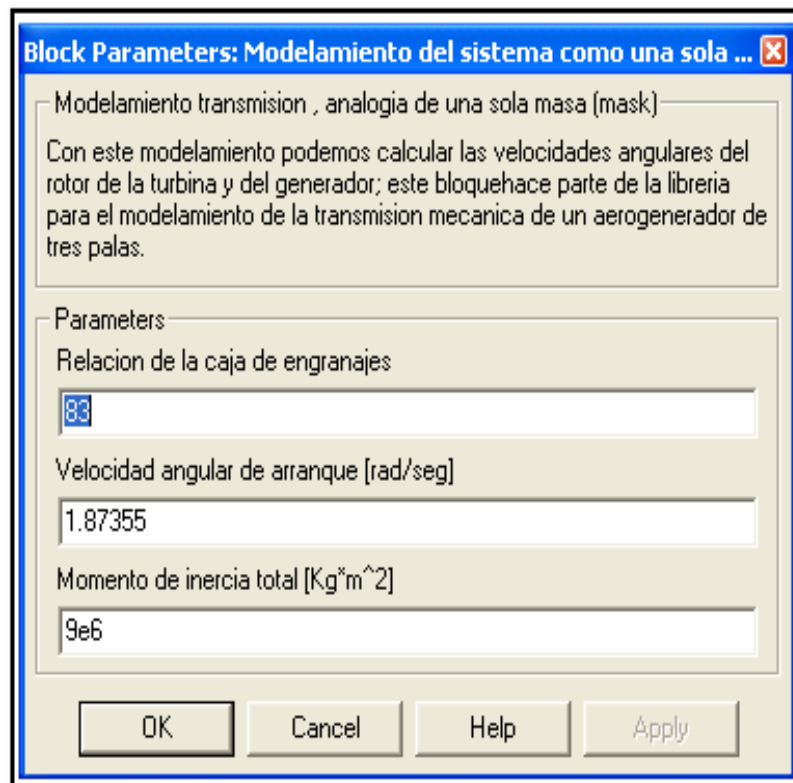 Block Parameters: Modelamiento del sistema como una sola ...
Modelamiento transmision , analogia de una sola masa (mask)
Con este modelamiento podemos calcular las velocidades angulares del
rotor de la turbina y del generador; este bloquehace parte de la libreria
para el modelamiento de la transmision mecanica de un aerogenerador de
tres palas.
Parameters
Relacion de la caja de engranajes
83
Velocidad angular de arranque [rad/seg]
1.87355
Momento de inercia total [Kg*m^2]
9e6
OK Cancel Help Apply